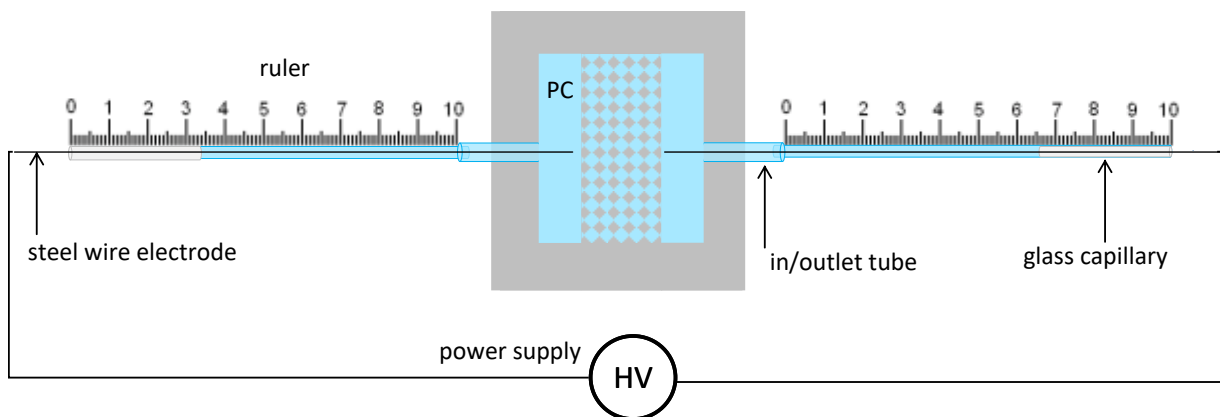 ruler
0 1 2 3 4 5 6 7 8 9 10
PC
0 1 2 3 4 5 6 7 8 9 10
steel wire electrode
in/outlet tube
glass capillary
power supply
HV